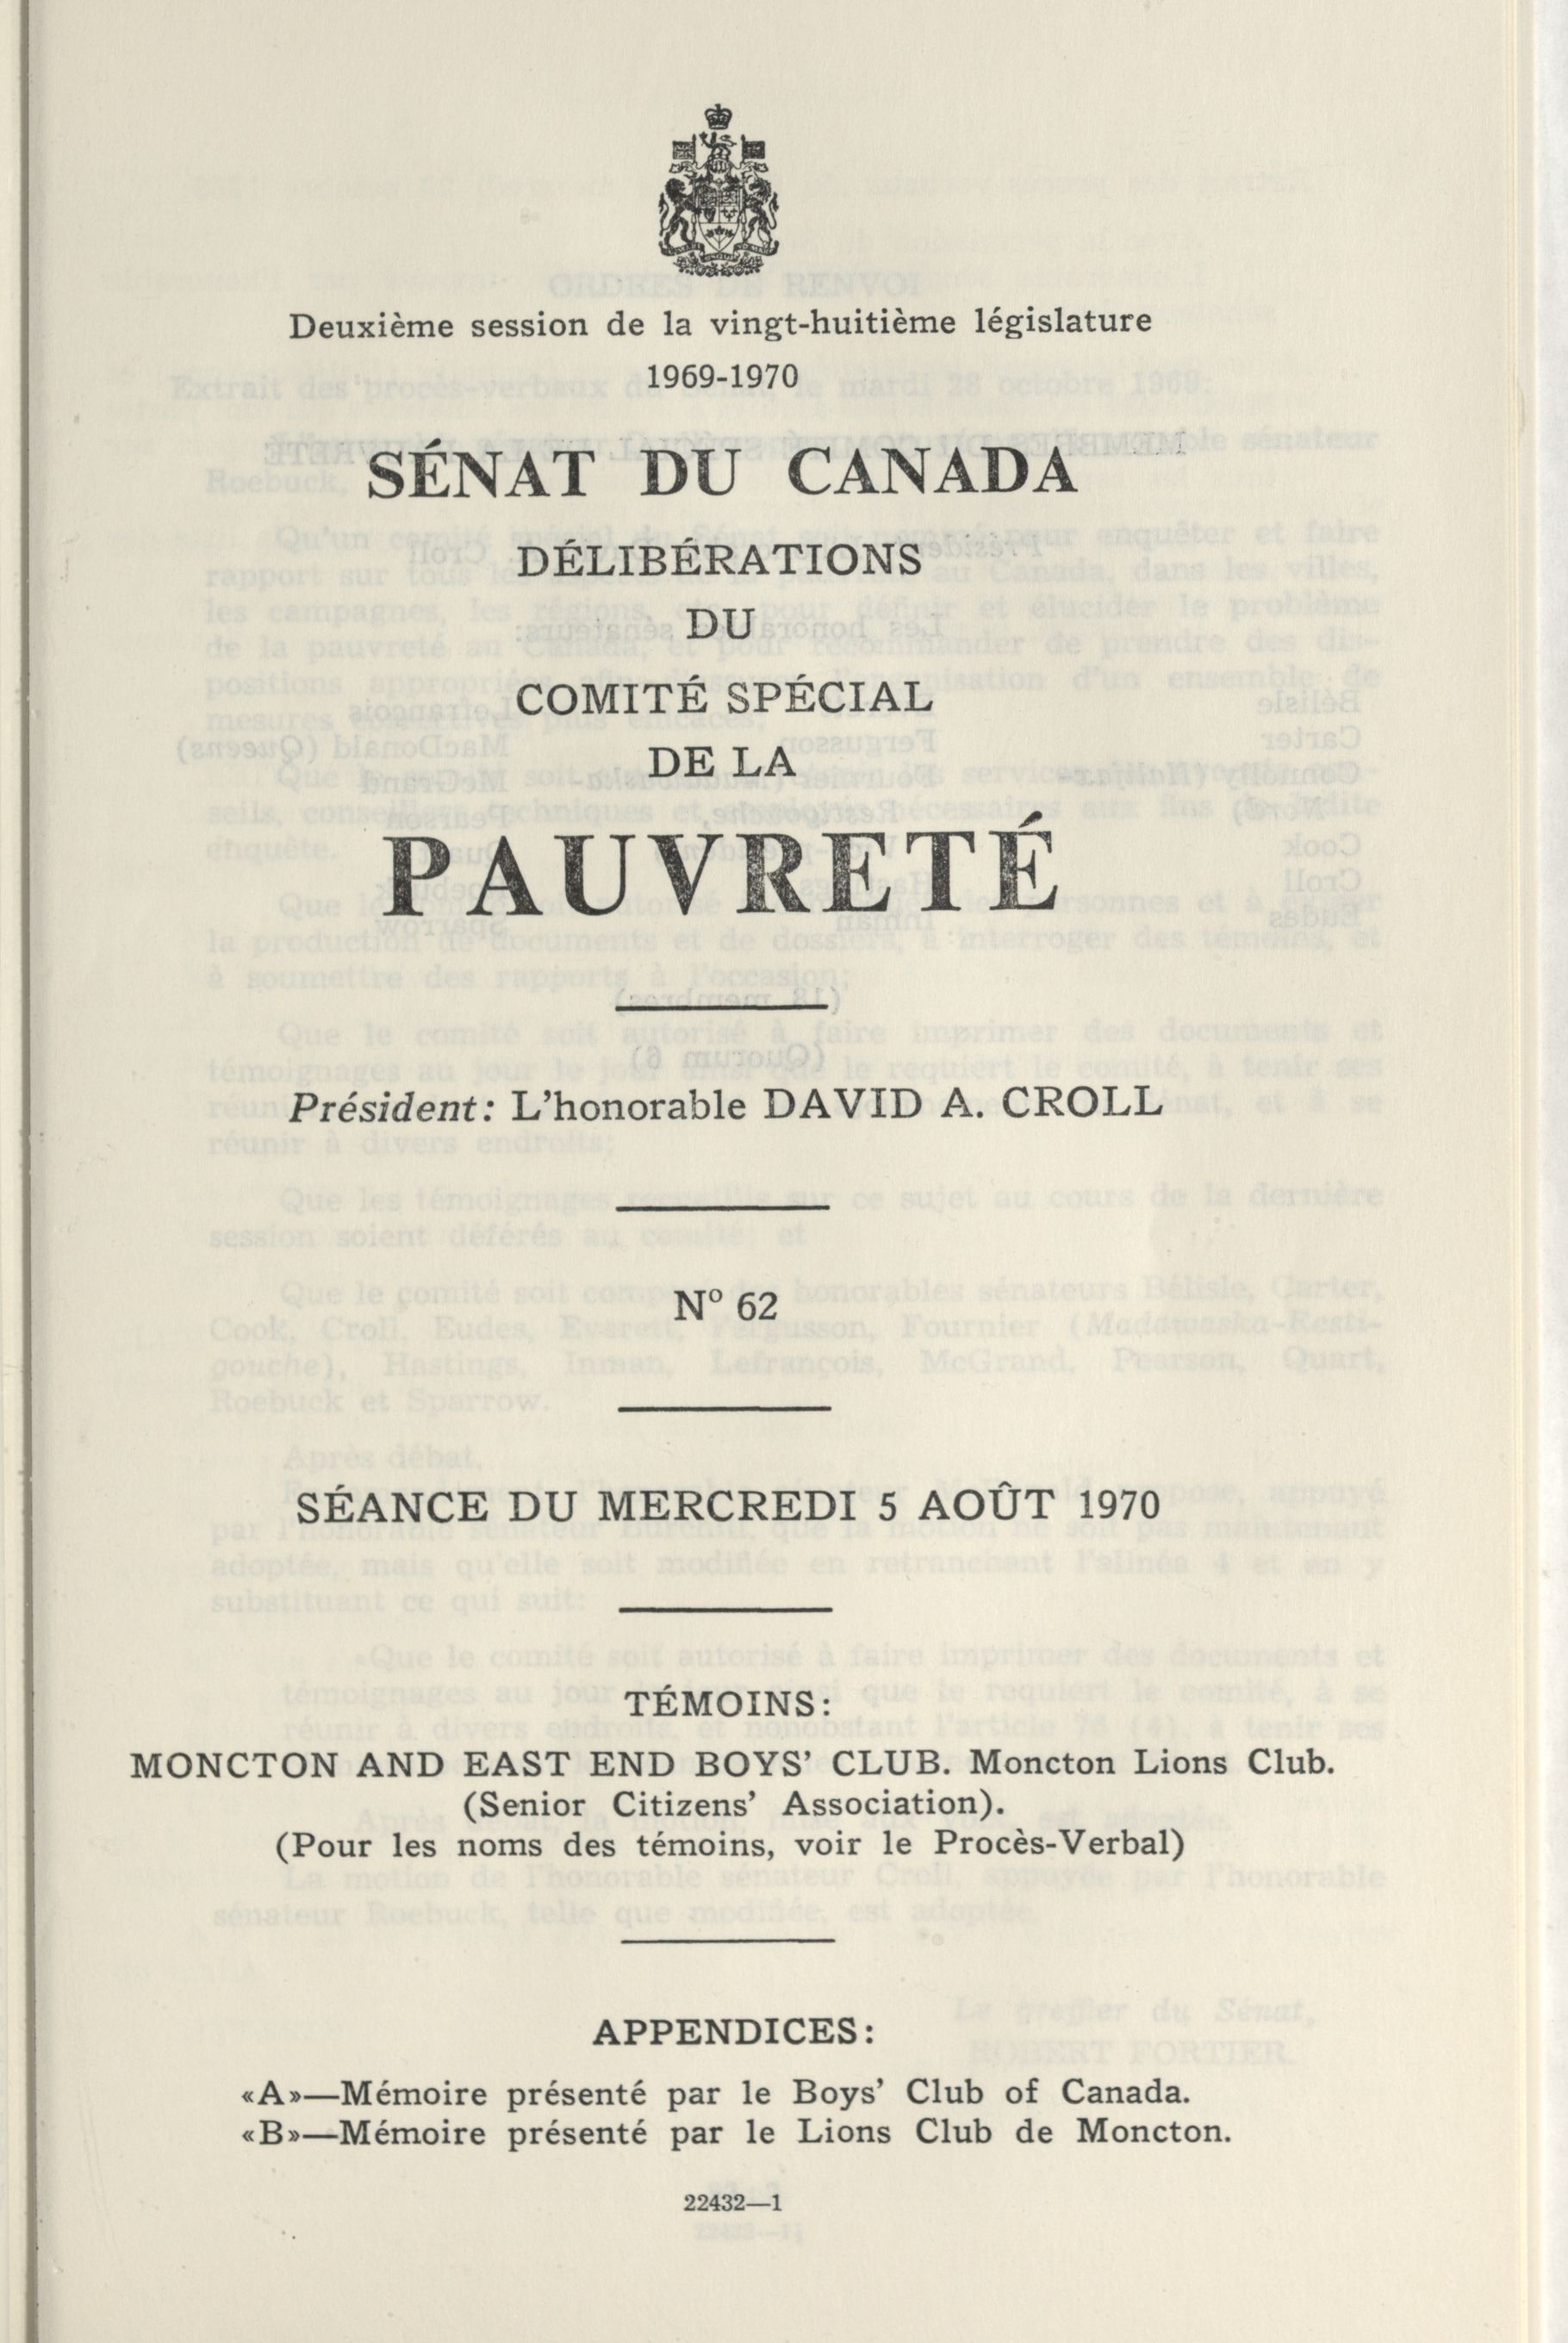 Deuxième session de la vingt-huitième législature
1969-1970
SÉNAT DU CANADA
DÉLIBÉRATIONS
DU
COMITÉ SPÉCIAL
DE LA
PAUVRETÉ
Président: L'honorable DAVID A. CROLL
Nº 62
SÉANCE DU MERCREDI 5 AOÛT 1970
TÉMOINS:
MONCTON AND EAST END BOYS' CLUB. Moncton Lions Club.
(Senior Citizens' Association).
(Pour les noms des témoins, voir le Procès-Verbal)
APPENDICES:
«A»—Mémoire présenté par le Boys' Club of Canada.
«B»—Mémoire présenté par le Lions Club de Moncton.
22432—1